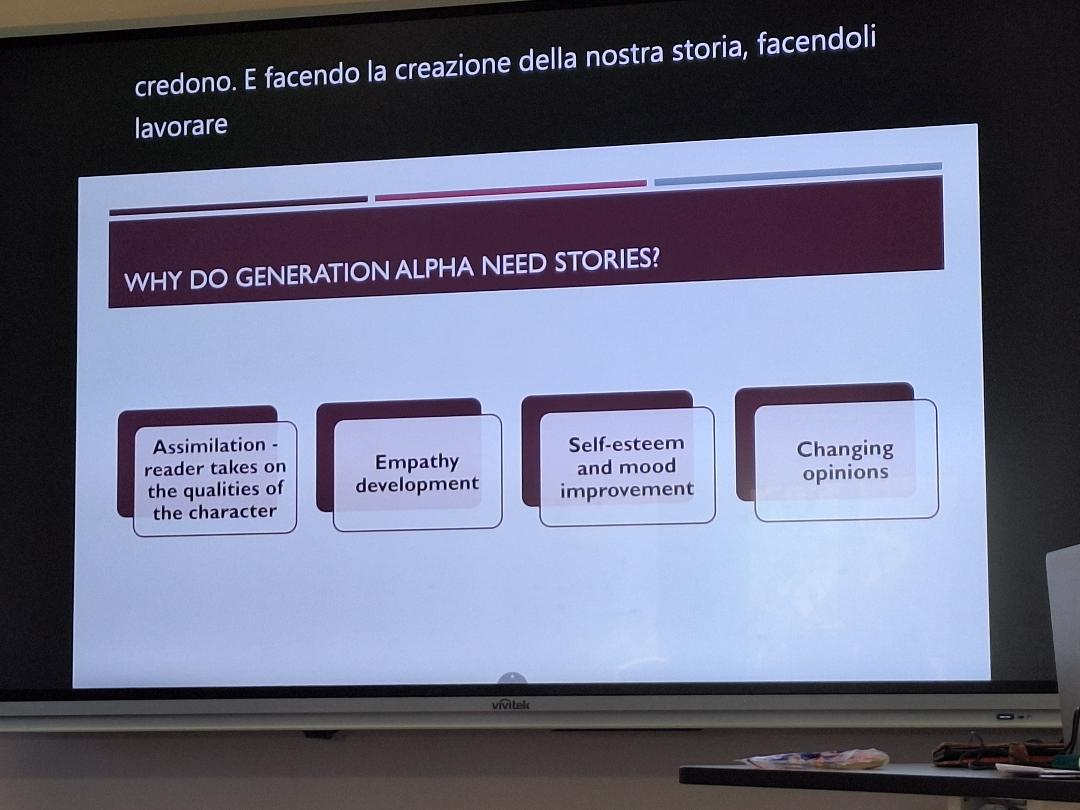 credono. E facendo la creazione della nostra storia, facendoli
lavorare
WHY DO GENERATION ALPHA NEED STORIES?
Assimilation -
reader takes on
the qualities of
the character
Empathy
development
Self-esteem
and mood
improvement
Changing
opinions
vivitek